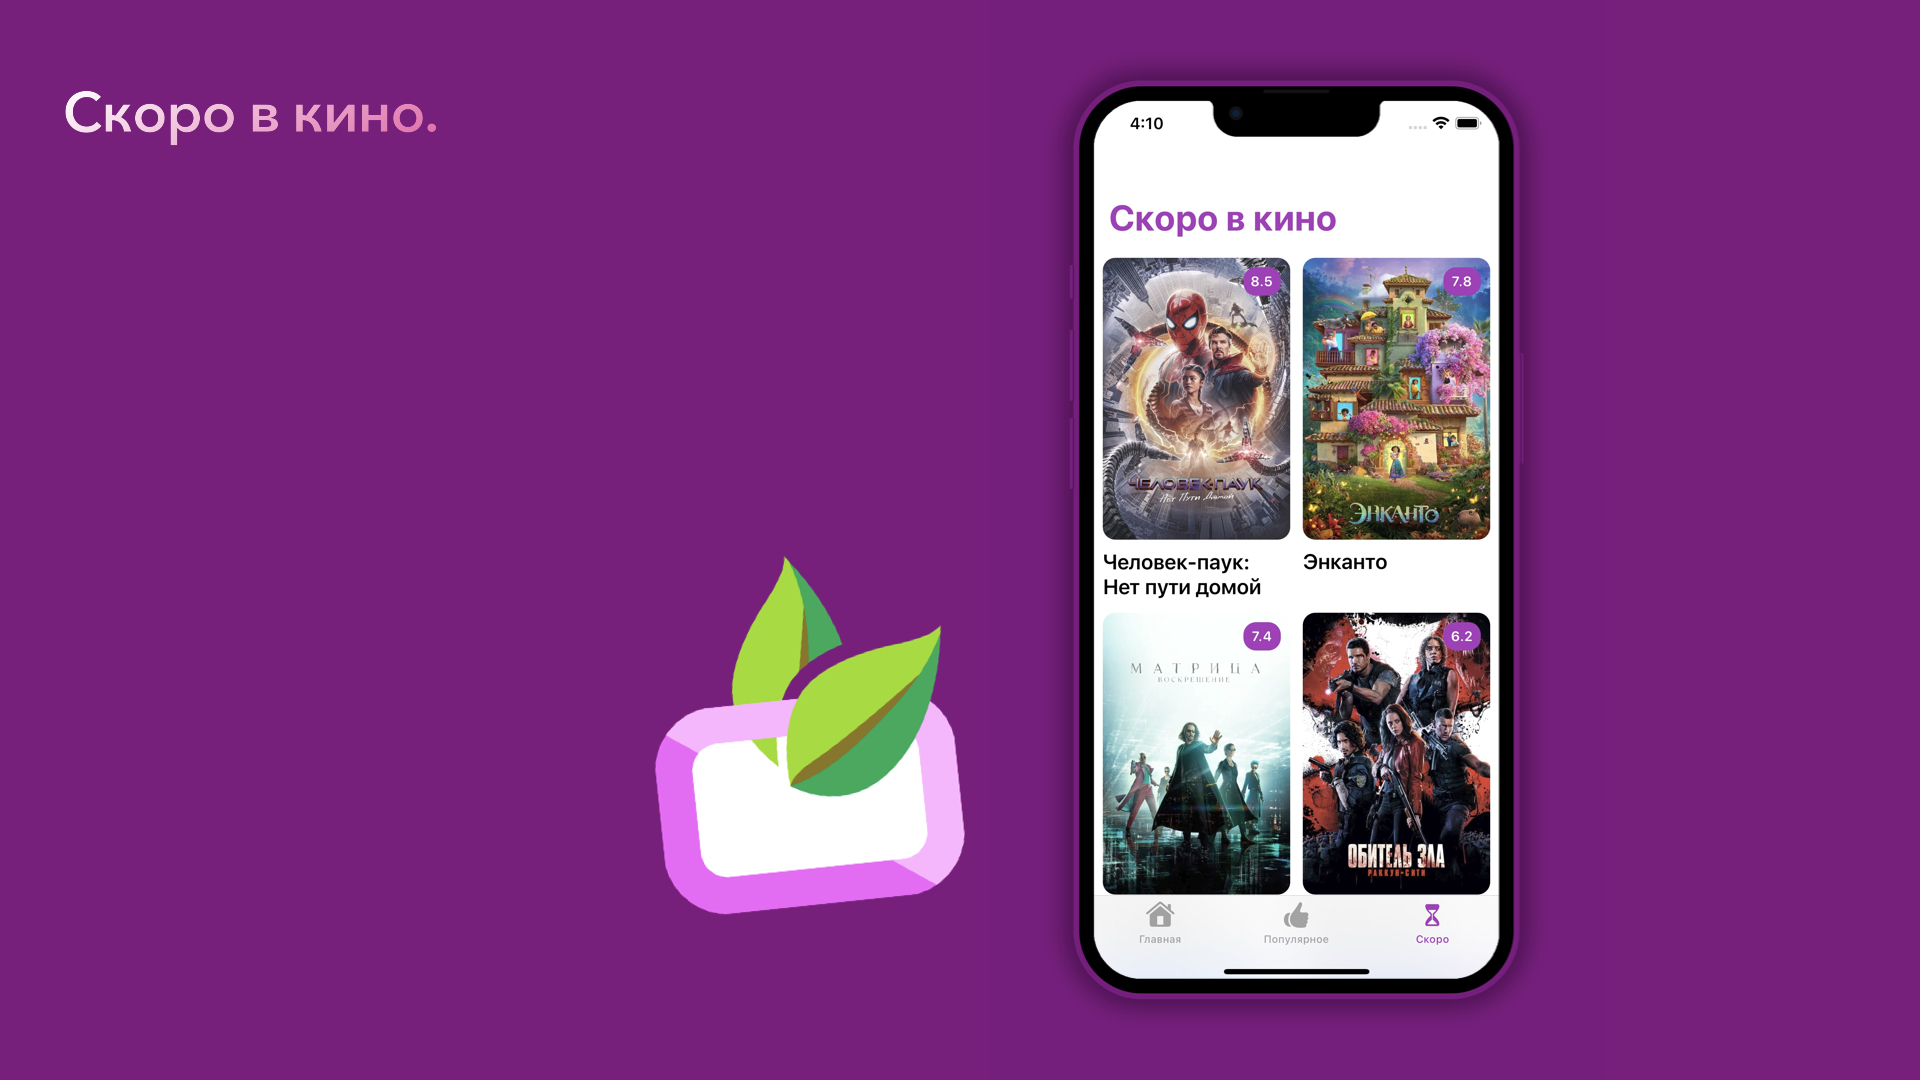 Скоро в кино.
4:10
Скоро в кино
8.5
7.8
ЧЕЛОВЕК-ПАУК
Нет Пути Домой
ЭНКАНТО
Человек-паук:
Нет пути домой
Энканто
7.4
6.2
МАТРИЦА
ВОСКРЕШЕНИЕ
ОБИТЕЛЬ ЗЛА
РАККУН-СИТИ
Главная
Популярное
Скоро